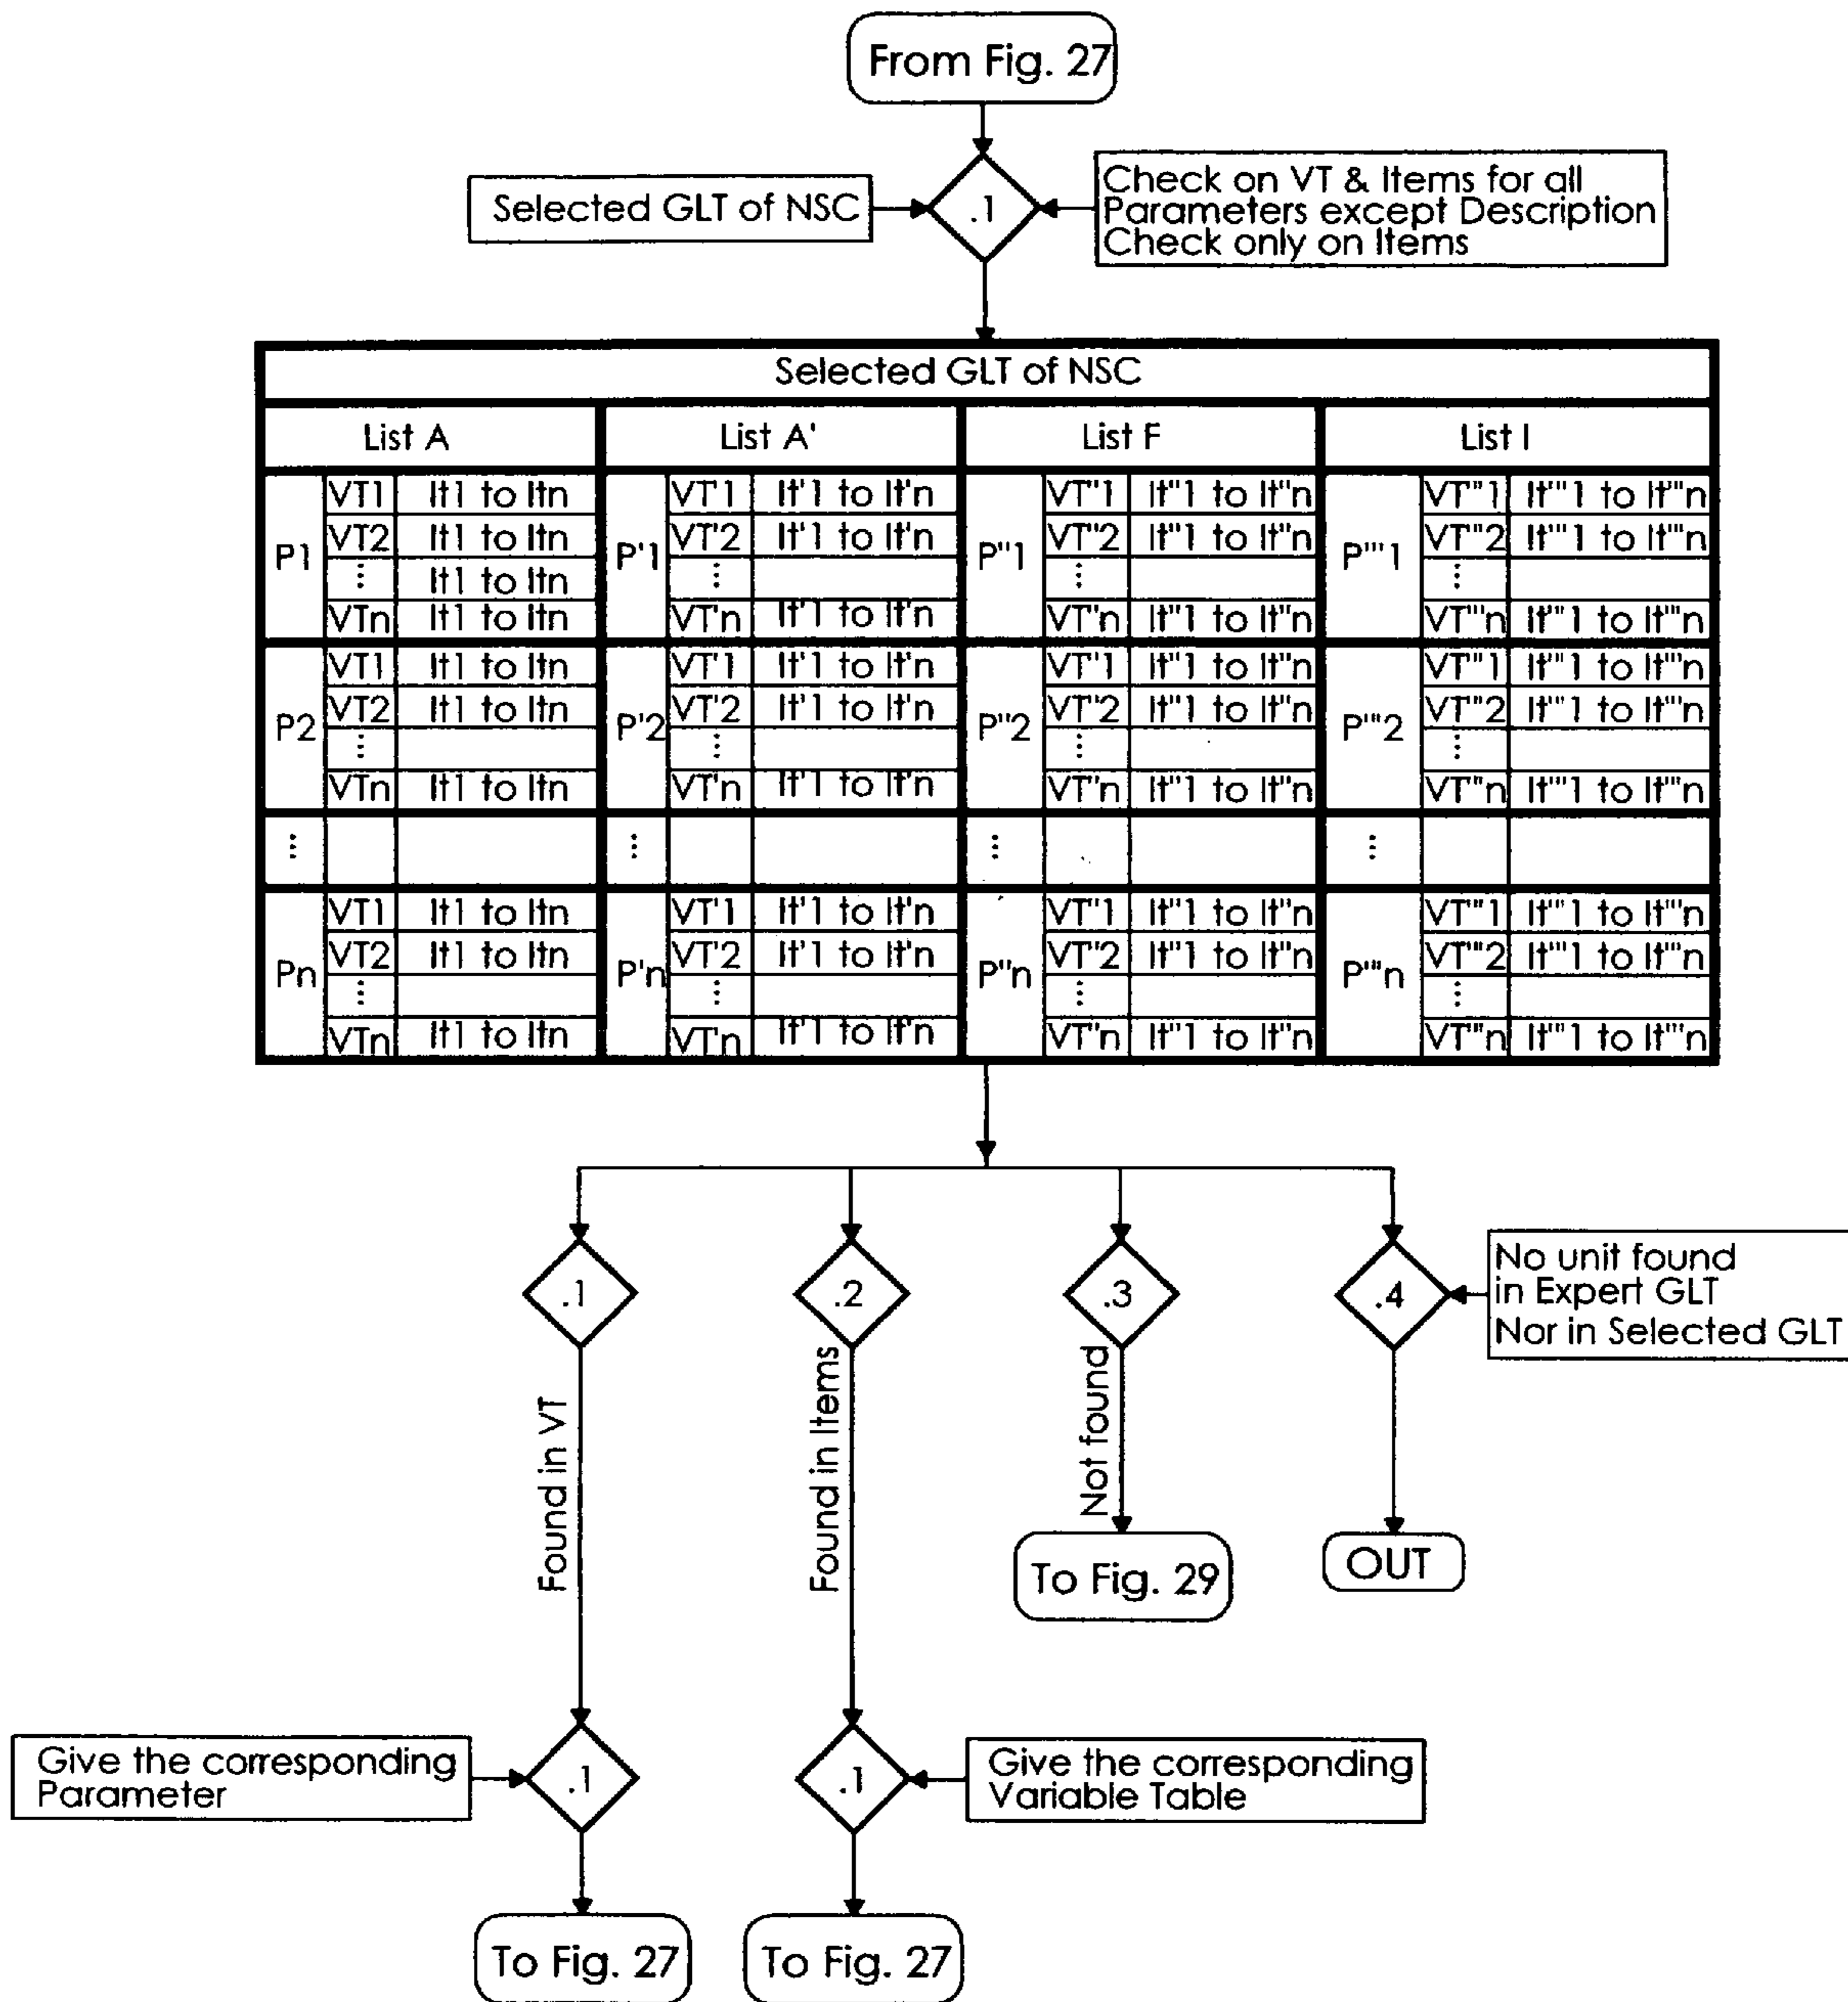 From Fig. 27
Selected GLT of NSC
.1
Check on VT & Items for all
Parameters except Description
Check only on Items
Selected GLT of NSC
List A List A' List F List I
P1 VT1 It1 to Itn P'1 VT'1 It'1 to It'n P"1 VT"1 It"1 to It"n P'''1 VT'''1 It'''1 to It'''n
VT2 It1 to Itn VT'2 It'1 to It'n VT"2 It"1 to It"n VT'''2 It'''1 to It'''n
⋮ It1 to Itn ⋮ ⋮ ⋮
VTn It1 to Itn VT'n It'1 to It'n VT"n It"1 to It"n VT'''n It'''1 to It'''n
P2 VT1 It1 to Itn P'2 VT'1 It'1 to It'n P"2 VT"1 It"1 to It"n P'''2 VT'''1 It'''1 to It'''n
VT2 It1 to Itn VT'2 It'1 to It'n VT"2 It"1 to It"n VT'''2 It'''1 to It'''n
⋮ ⋮ ⋮ ⋮
VTn It1 to Itn VT'n It'1 to It'n VT"n It"1 to It"n VT'''n It'''1 to It'''n
⋮ ⋮ ⋮ ⋮
Pn VT1 It1 to Itn P'n VT'1 It'1 to It'n P"n VT"1 It"1 to It"n P'''n VT'''1 It'''1 to It'''n
VT2 It1 to Itn VT'2 It'1 to It'n VT"2 It"1 to It"n VT'''2 It'''1 to It'''n
⋮ ⋮ ⋮ ⋮
VTn It1 to Itn VT'n It'1 to It'n VT"n It"1 to It"n VT'''n It'''1 to It'''n
.1 .2 .3 .4
No unit found
in Expert GLT
Nor in Selected GLT
Found in VT
Found in Items
Not found
To Fig. 29
OUT
Give the corresponding
Parameter
.1
.1
Give the corresponding
Variable Table
To Fig. 27
To Fig. 27